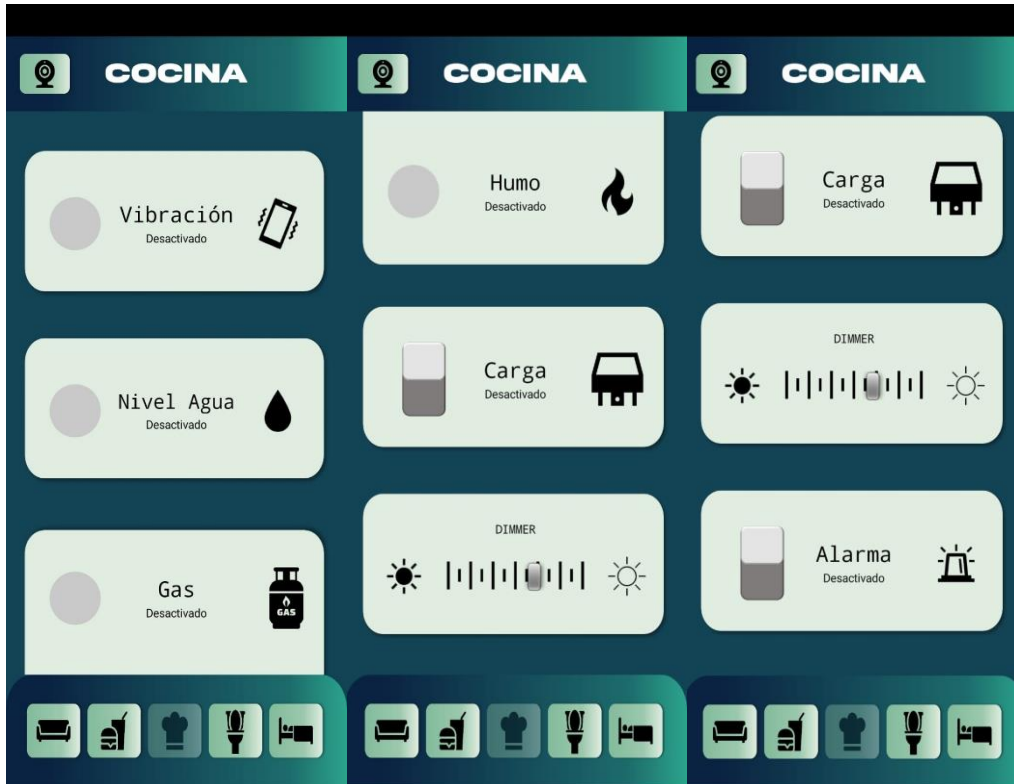 COCINA
Vibración
Desactivado
Nivel Agua
Desactivado
Gas
Desactivado
GAS
COCINA
Humo
Desactivado
Carga
Desactivado
DIMMER
COCINA
Carga
Desactivado
DIMMER
Alarma
Desactivado